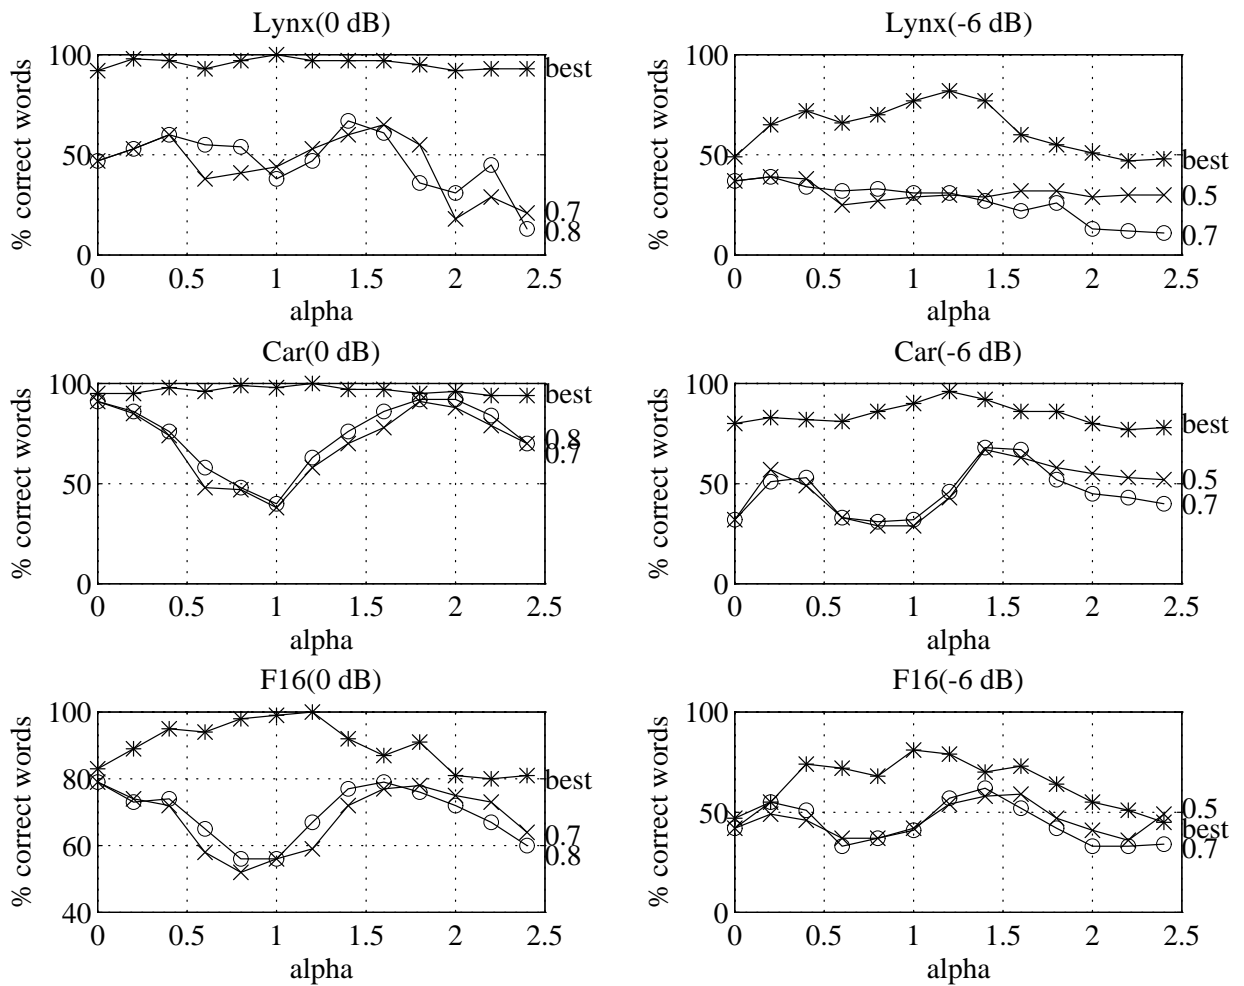 Lynx(0 dB)
% correct words
100
50
0
best
0.7
0.8
0 0.5 1 1.5 2 2.5
alpha
Lynx(-6 dB)
% correct words
100
50
0
best
0.5
0.7
0 0.5 1 1.5 2 2.5
alpha
Car(0 dB)
% correct words
100
50
0
best
0.8
0.7
0 0.5 1 1.5 2 2.5
alpha
Car(-6 dB)
% correct words
100
50
0
best
0.5
0.7
0 0.5 1 1.5 2 2.5
alpha
F16(0 dB)
% correct words
100
80
60
40
best
0.7
0.8
0 0.5 1 1.5 2 2.5
alpha
F16(-6 dB)
% correct words
100
50
0
0.5
best
0.7
0 0.5 1 1.5 2 2.5
alpha